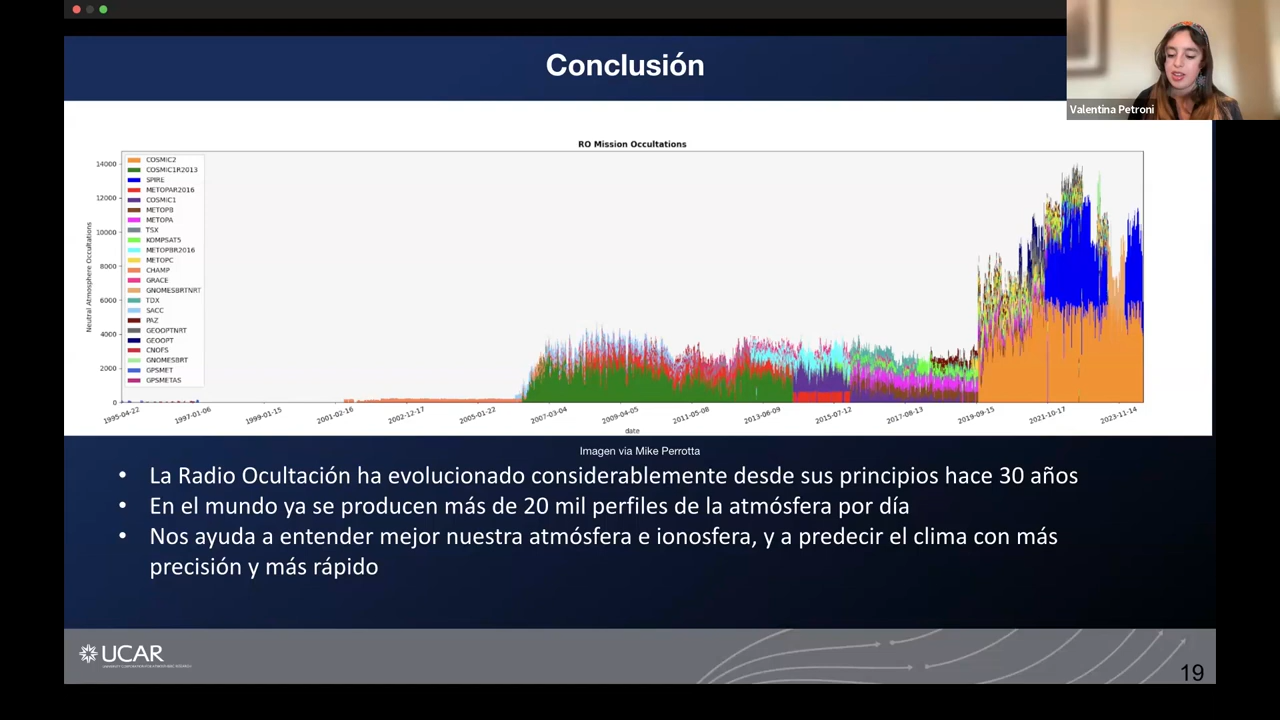 Conclusión
Valentina Petroni
RO Mission Occultations
Neutral Atmosphere Occultations
14000
12000
10000
8000
6000
4000
2000
0
COSMIC2
COSMIC1R2013
SPIRE
METOPAR2016
COSMIC1
METOPB
METOPA
TSX
KOMPSAT5
METOPBR2016
METOPC
CHAMP
GRACE
GNOMESBRTNRT
TDX
SACC
PAZ
GEOOPTNRT
GEOOPT
CNOFS
GNOMESBRT
GPSMET
GPSMETAS
1995-04-22
1997-01-06
1999-01-15
2001-02-16
2002-12-17
2005-01-22
2007-03-04
2009-04-05
2011-05-08
2013-06-09
2015-07-12
2017-08-13
2019-09-15
2021-10-17
2023-11-14
date
Imagen via Mike Perrotta
• La Radio Ocultación ha evolucionado considerablemente desde sus principios hace 30 años
• En el mundo ya se producen más de 20 mil perfiles de la atmósfera por día
• Nos ayuda a entender mejor nuestra atmósfera e ionosfera, y a predecir el clima con más
precisión y más rápido
UCAR
19